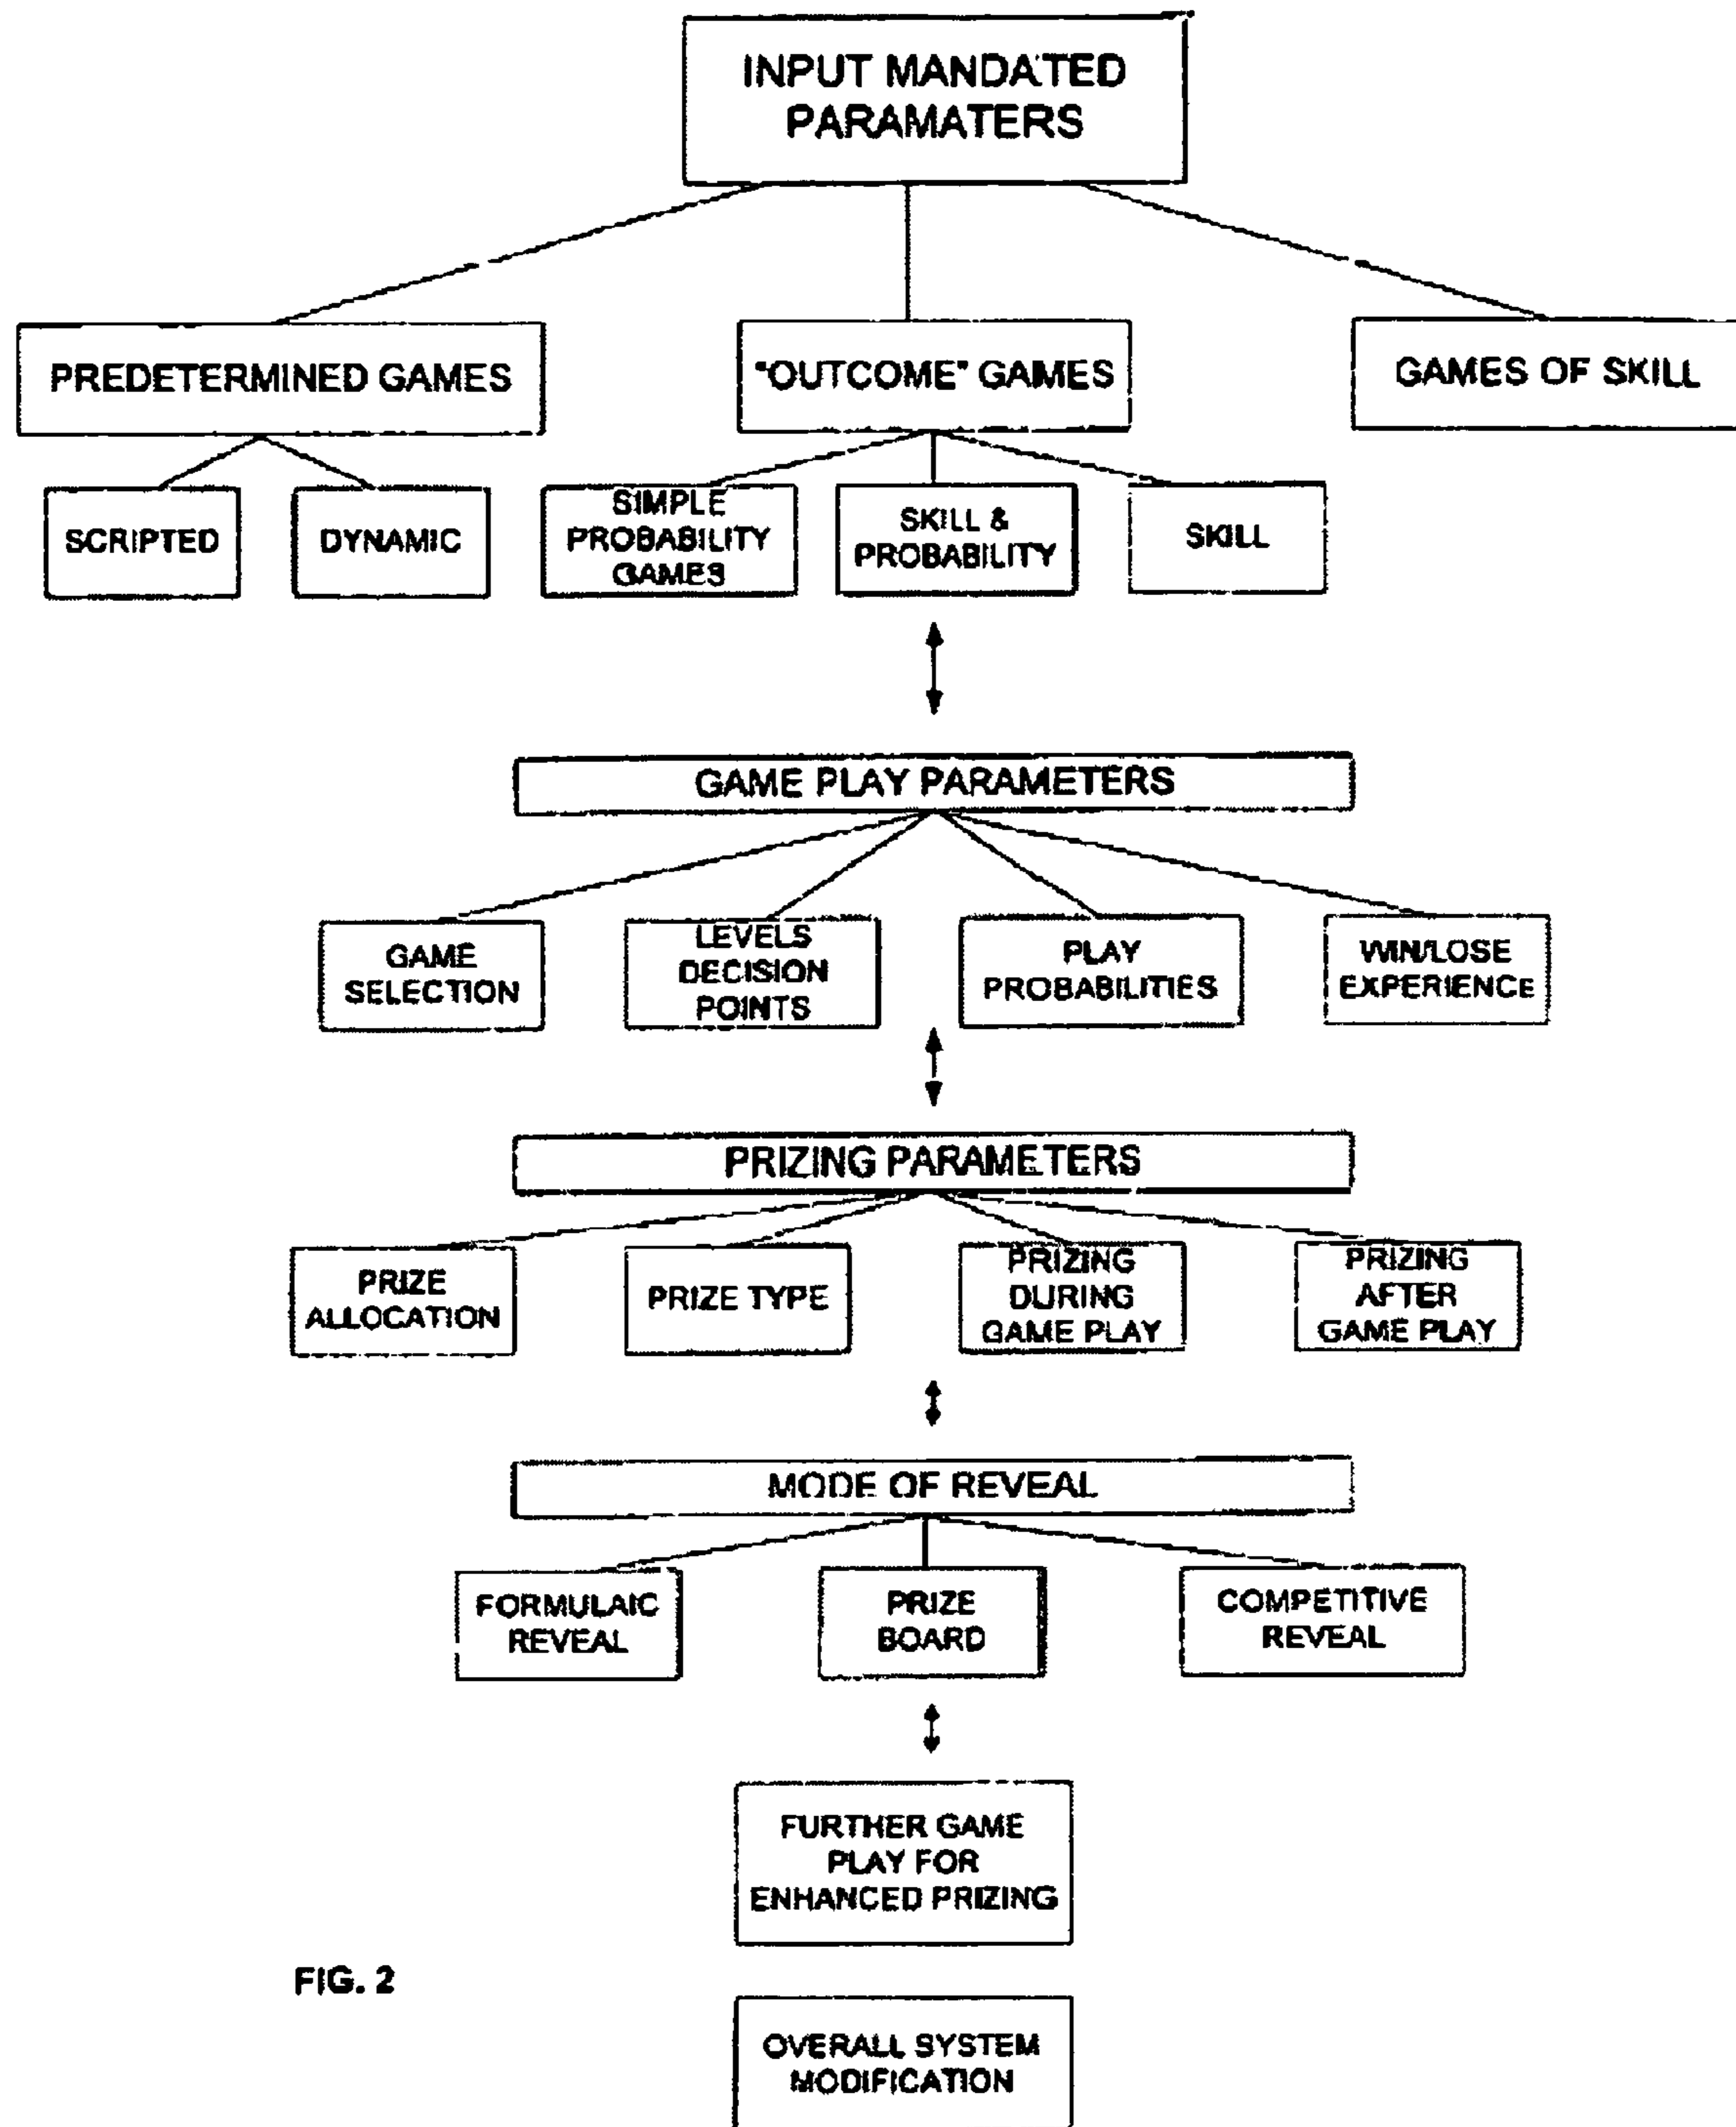 INPUT MANDATED
PARAMATERS
PREDETERMINED GAMES
"OUTCOME" GAMES
GAMES OF SKILL
SCRIPTED
DYNAMIC
SIMPLE
PROBABILITY
GAMES
SKILL &
PROBABILITY
SKILL
GAME PLAY PARAMETERS
GAME
SELECTION
LEVELS
DECISION
POINTS
PLAY
PROBABILITIES
WIN/LOSE
EXPERIENCE
PRIZING PARAMETERS
PRIZE
ALLOCATION
PRIZE TYPE
PRIZING
DURING
GAME PLAY
PRIZING
AFTER
GAME PLAY
MODE OF REVEAL
FORMULAIC
REVEAL
PRIZE
BOARD
COMPETITIVE
REVEAL
FURTHER GAME
PLAY FOR
ENHANCED PRIZING
FIG. 2
OVERALL SYSTEM
MODIFICATION